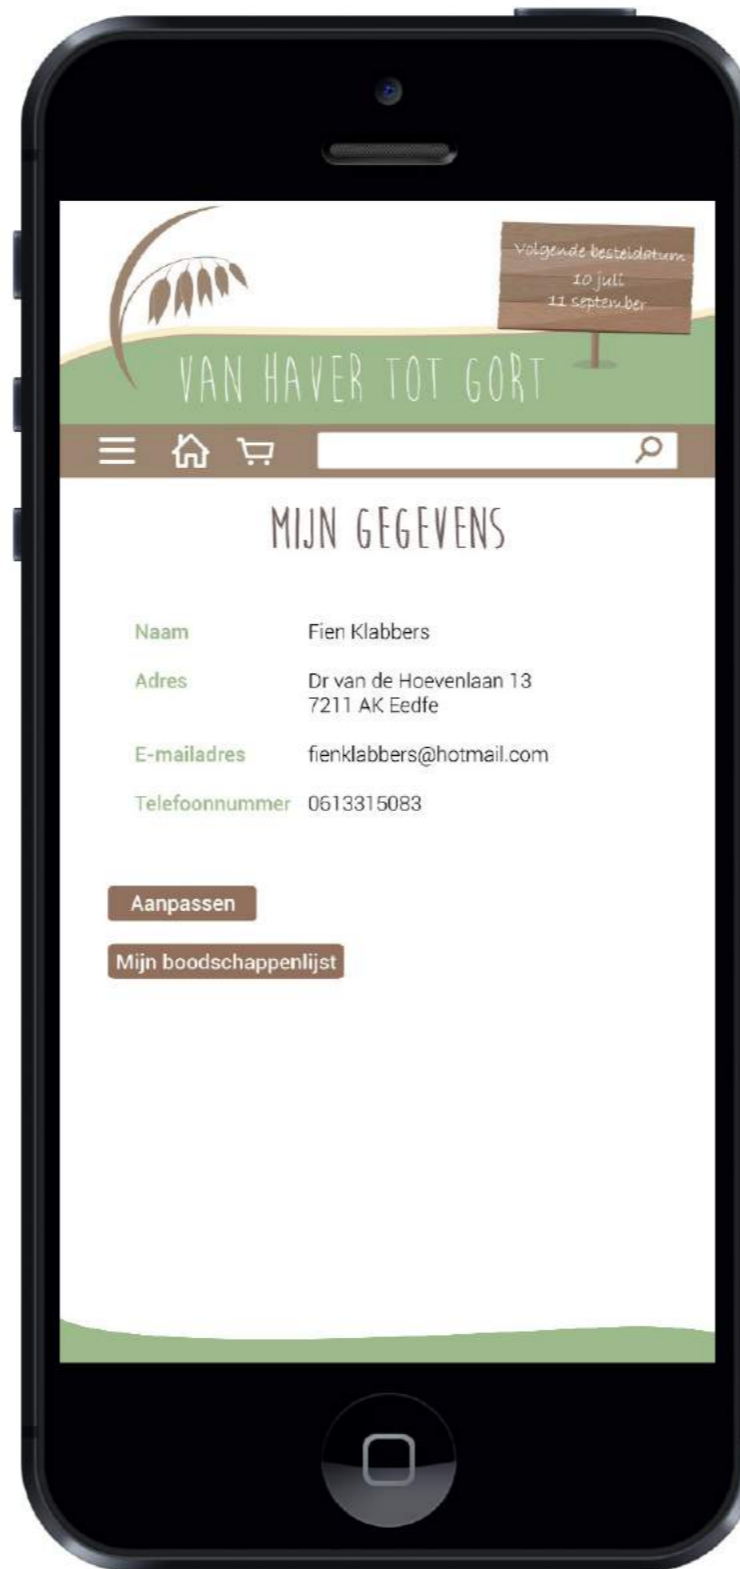 Volgende besteldatum
10 juli
11 september
VAN HAVER TOT GORT
MIJN GEGEVENS
Naam Fien Klabbers
Adres Dr van de Hoevenlaan 13
7211 AK Eedfe
E-mailadres fienklabbers@hotmail.com
Telefoonnummer 0613315083
Aanpassen
Mijn boodschappenlijst